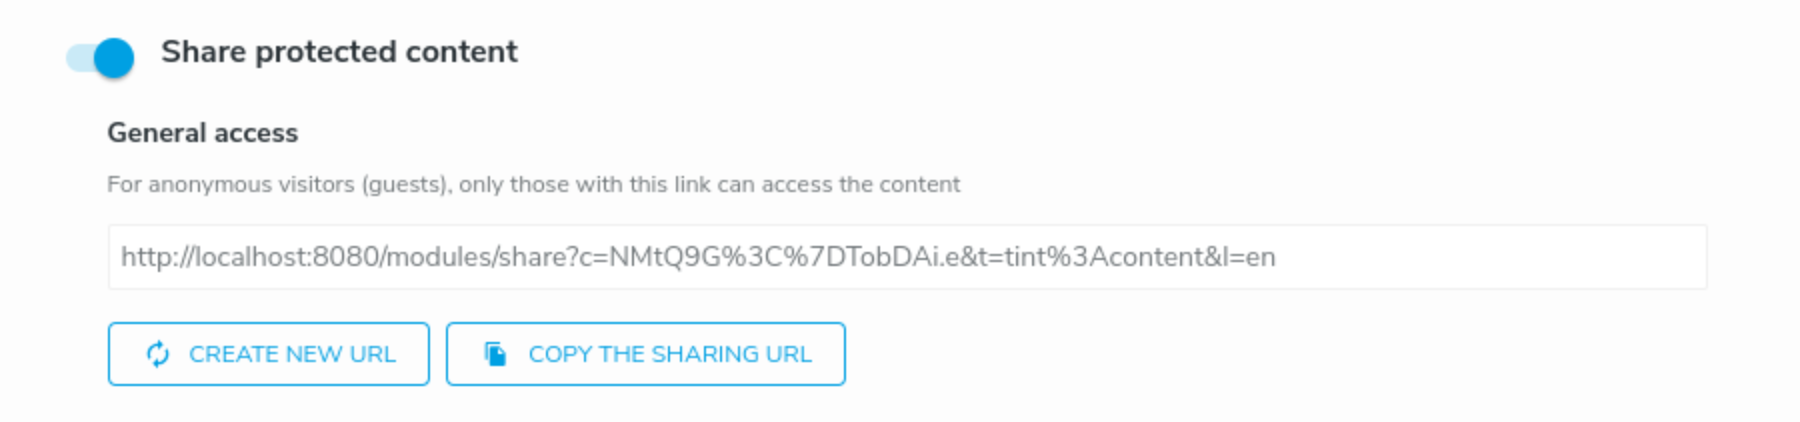 Share protected content
General access
For anonymous visitors (guests), only those with this link can access the content
http://localhost:8080/modules/share?c=NMtQ9G%3C%7DTobDAi.e&t=tint%3Acontent&l=en
CREATE NEW URL
COPY THE SHARING URL